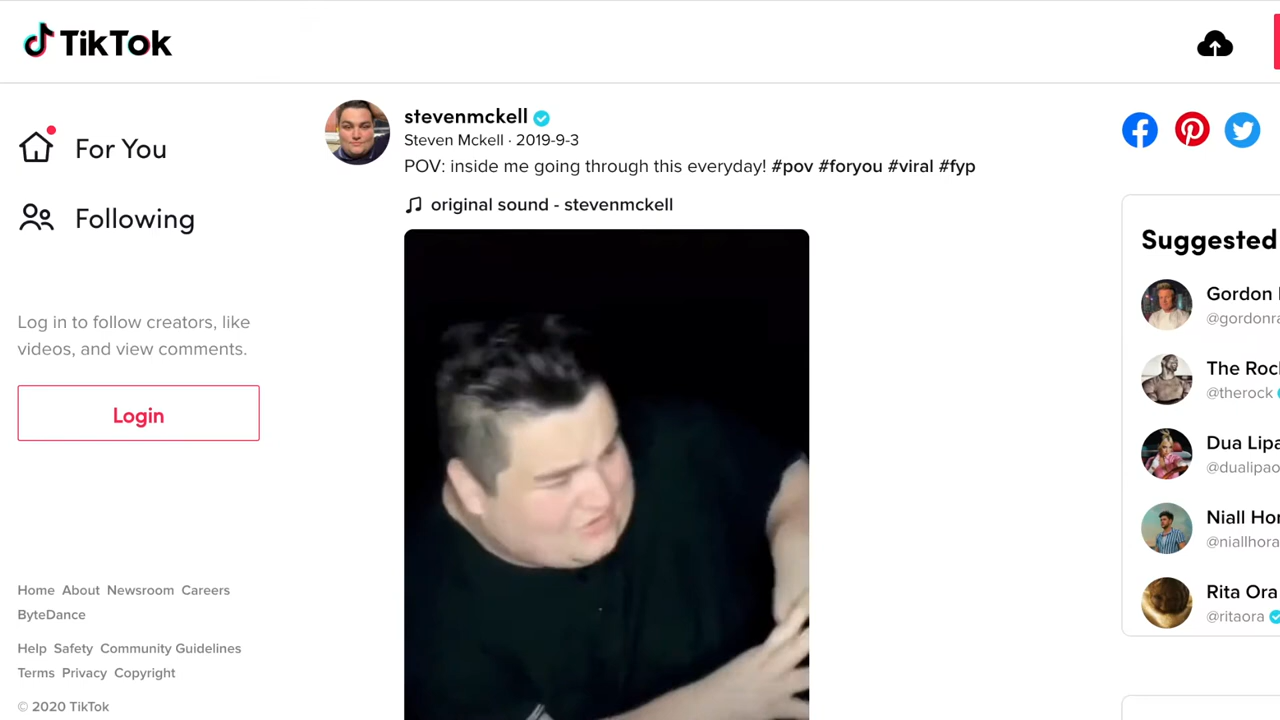 TikTok
For You
Following
Log in to follow creators, like
videos, and view comments.
Login
Home About Newsroom Careers
ByteDance
Help Safety Community Guidelines
Terms Privacy Copyright
© 2020 TikTok
stevenmckell
Steven Mckell · 2019-9-3
POV: inside me going through this everyday! #pov #foryou #viral #fyp
original sound - stevenmckell
Suggested
Gordon
@gordonra
The Roc
@therock
Dua Lipa
@dualipao
Niall Hor
@niallhora
Rita Ora
@ritaora